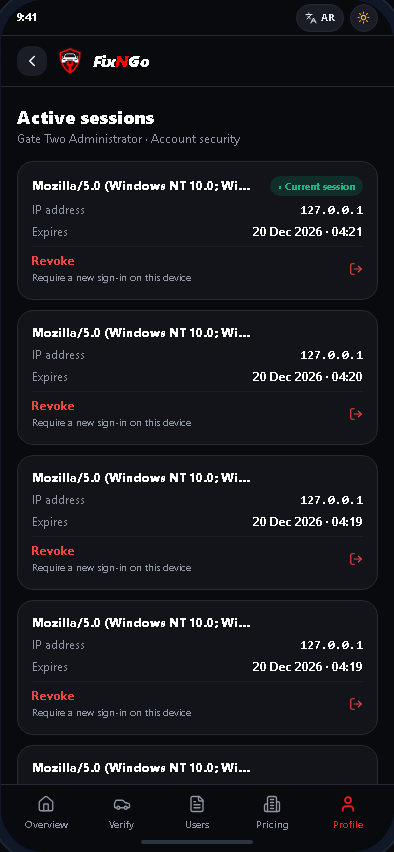 9:41
AR
FixNGo
Active sessions
Gate Two Administrator · Account security
Mozilla/5.0 (Windows NT 10.0; Wi...
• Current session
IP address
127.0.0.1
Expires
20 Dec 2026 · 04:21
Revoke
Require a new sign-in on this device
Mozilla/5.0 (Windows NT 10.0; Wi...
IP address
127.0.0.1
Expires
20 Dec 2026 · 04:20
Revoke
Require a new sign-in on this device
Mozilla/5.0 (Windows NT 10.0; Wi...
IP address
127.0.0.1
Expires
20 Dec 2026 · 04:19
Revoke
Require a new sign-in on this device
Mozilla/5.0 (Windows NT 10.0; Wi...
IP address
127.0.0.1
Expires
20 Dec 2026 · 04:19
Revoke
Require a new sign-in on this device
Mozilla/5.0 (Windows NT 10.0; Wi...
Overview
Verify
Users
Pricing
Profile